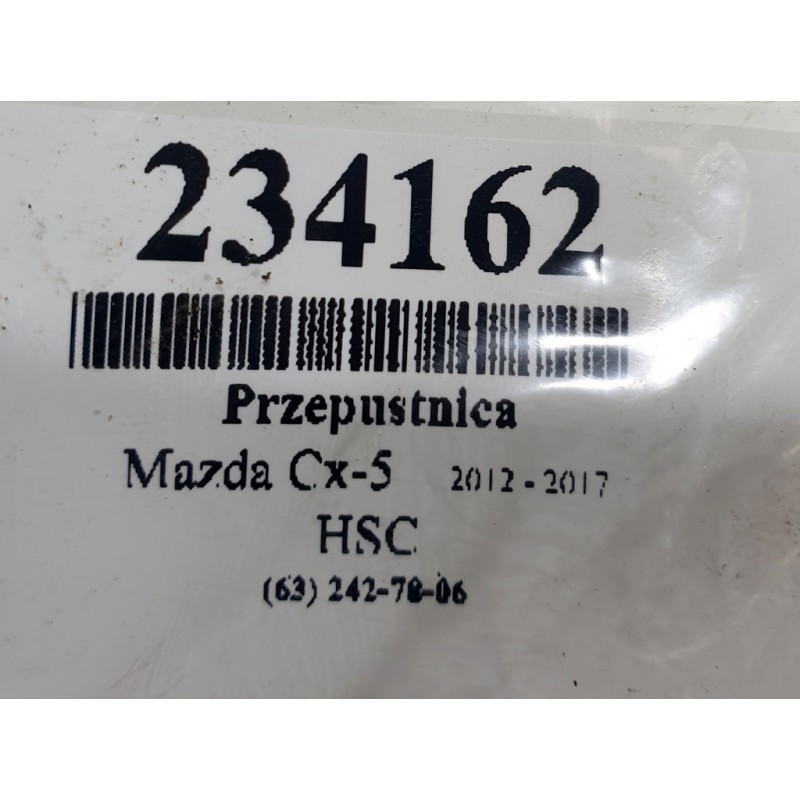 234162
Przepustnica
Mazda Cx-5 2012-2017
HSC
(63) 242-78-06